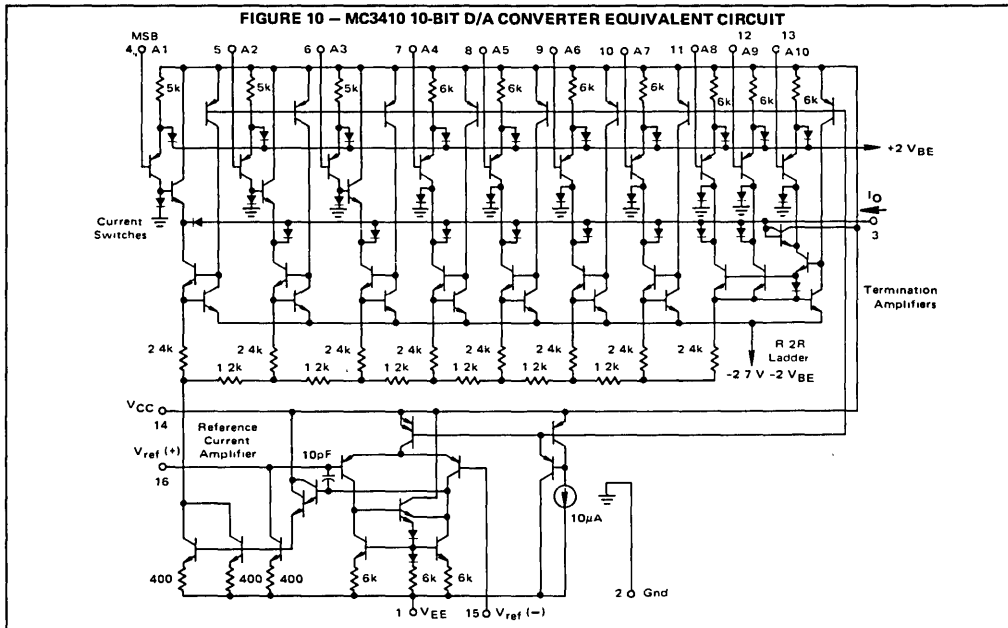 FIGURE 10 – MC3410 10-BIT D/A CONVERTER EQUIVALENT CIRCUIT
MSB
4 A1 5 A2 6 A3 7 A4 8 A5 9 A6 10 A7 11 A8 12 A9 13 A10
5k 5k 5k 6k 6k 6k 6k 6k 6k 6k
+2 VBE
IO
3
Current
Switches
Termination
Amplifiers
2 4k 2 4k 2 4k 2 4k 2 4k 2 4k 2 4k 2 4k
R 2R
Ladder
1 2k 1 2k 1 2k 1 2k 1 2k 1 2k
–2 7 V –2 VBE
VCC
14
Reference
Current
Amplifier
Vref (+)
16
10pF
10µA
400 400 400 6k 6k 6k
1 VEE 15 Vref (–) 2 Gnd